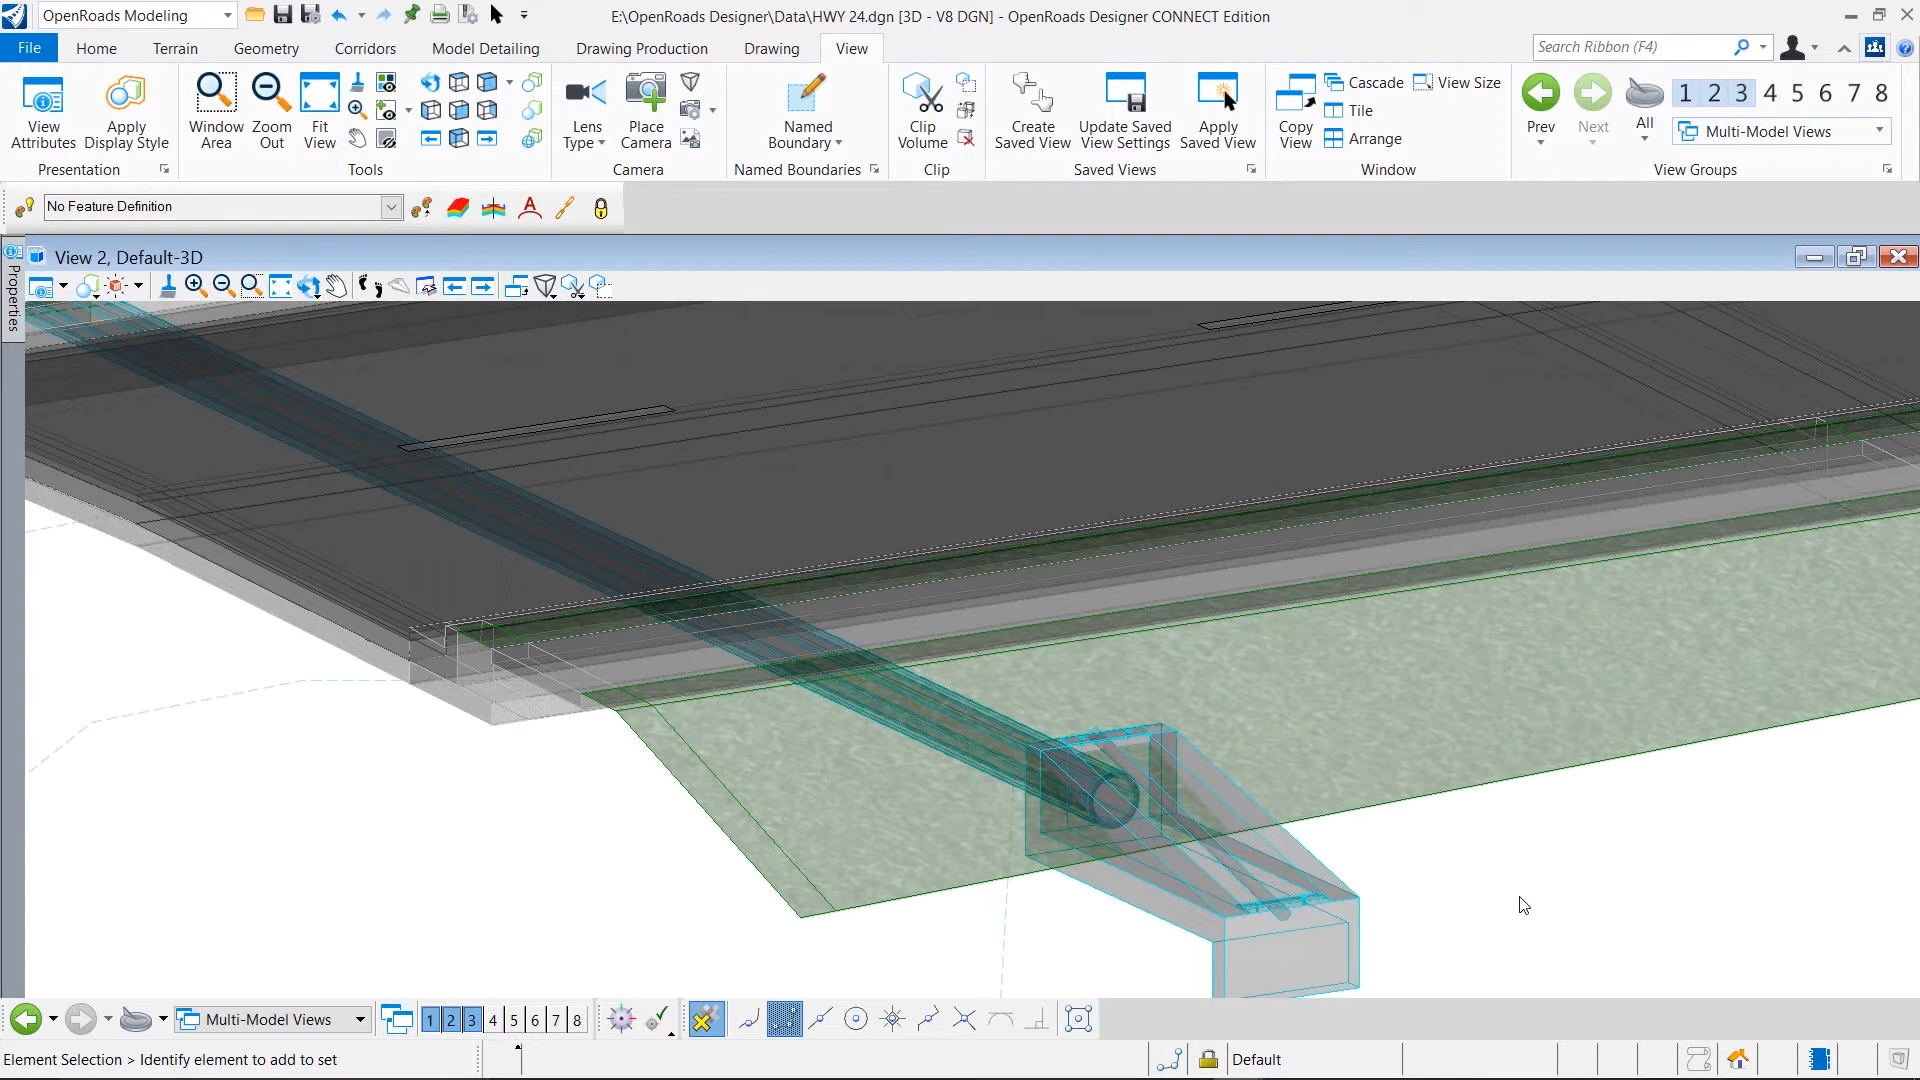 OpenRoads Modeling
E:\OpenRoads Designer\Data\HWY 24.dgn [3D - V8 DGN] - OpenRoads Designer CONNECT Edition
File Home Terrain Geometry Corridors Model Detailing Drawing Production Drawing View
Search Ribbon (F4)
View Attributes
Apply Display Style
Presentation
Window Area
Zoom Out
Fit View
Tools
Lens Type
Place Camera
Camera
Named Boundary
Named Boundaries
Clip Volume
Clip
Create Saved View
Update Saved View Settings
Apply Saved View
Saved Views
Copy View
Cascade
View Size
Tile
Arrange
Window
Prev
Next
All
1 2 3 4 5 6 7 8
Multi-Model Views
View Groups
No Feature Definition
Properties
View 2, Default-3D
Multi-Model Views
1 2 3 4 5 6 7 8
Element Selection > Identify element to add to set
Default